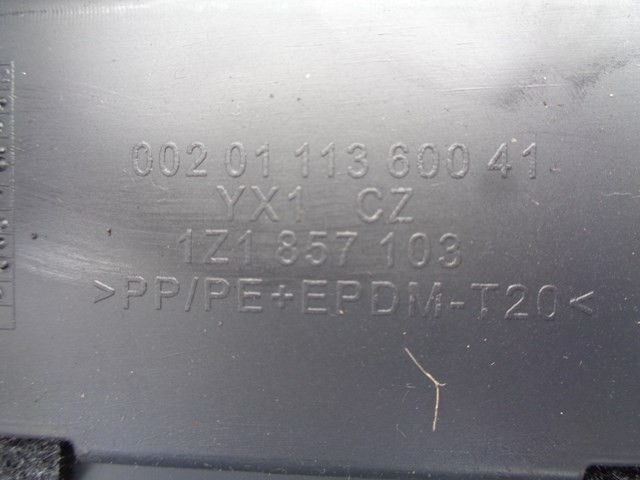 002 01 113 600 41
YX1 CZ
1Z1 857 103
>PP/PE+EPDM-T20<